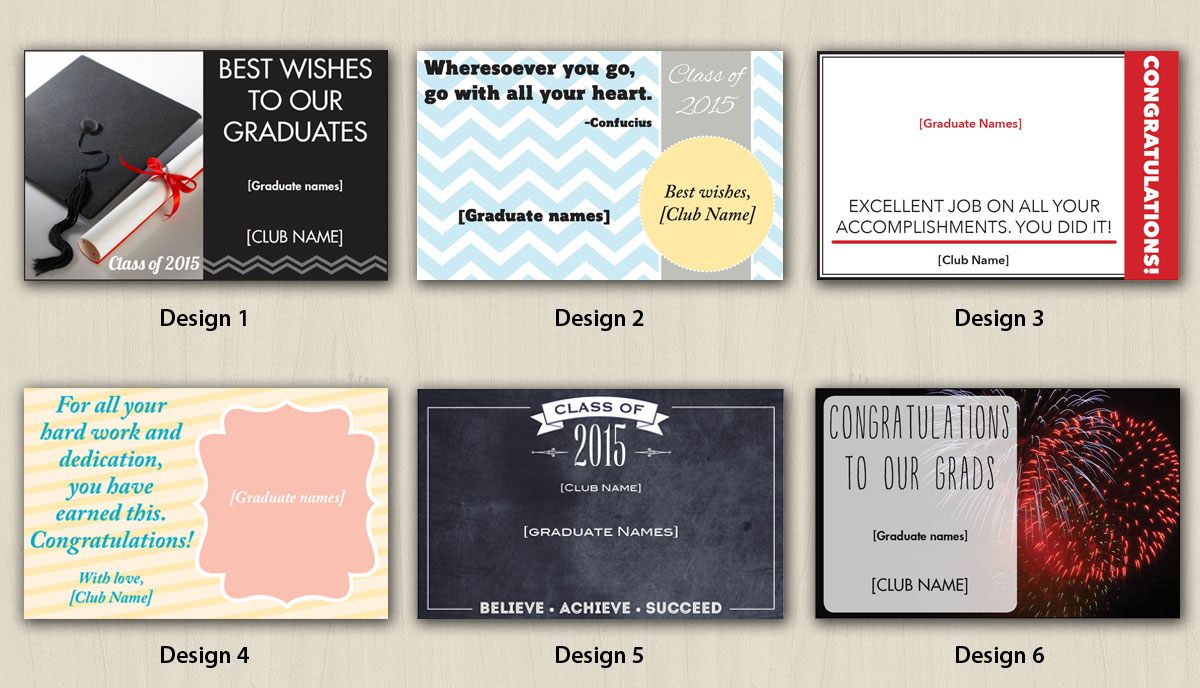 BEST WISHES
TO OUR
GRADUATES
[Graduate names]
[CLUB NAME]
Class of 2015
Design 1
Wheresoever you go,
go with all your heart.
-Confucius
[Graduate names]
Class of
2015
Best wishes,
[Club Name]
Design 2
[Graduate Names]
EXCELLENT JOB ON ALL YOUR
ACCOMPLISHMENTS. YOU DID IT!
[Club Name]
CONGRATULATIONS!
Design 3
For all your
hard work and
dedication,
you have
earned this.
Congratulations!
With love,
[Club Name]
[Graduate names]
Design 4
CLASS OF
2015
[CLUB NAME]
[GRADUATE NAMES]
BELIEVE • ACHIEVE • SUCCEED
Design 5
CONGRATULATIONS
TO OUR GRADS
[Graduate names]
[CLUB NAME]
Design 6